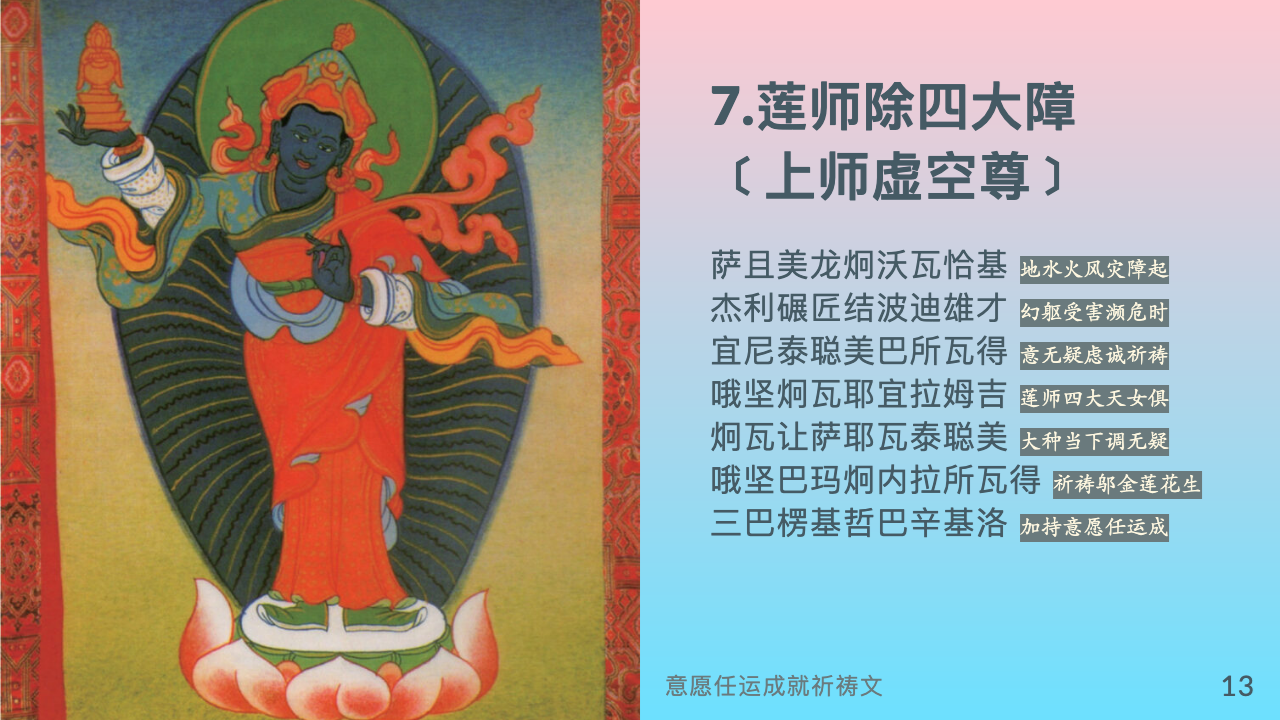 7.莲师除四大障
﹝上师虚空尊﹞
萨且美龙炯沃瓦恰基 地水火风灾障起
杰利碾匠结波迪雄才 幻躯受害濒危时
宜尼泰聪美巴所瓦得 意无疑虑诚祈祷
哦坚炯瓦耶宜拉姆吉 莲师四大天女俱
炯瓦让萨耶瓦泰聪美 大种当下调无疑
哦坚巴玛炯内拉所瓦得 祈祷邬金莲花生
三巴楞基哲巴辛基洛 加持意愿任运成
意愿任运成就祈祷文
13